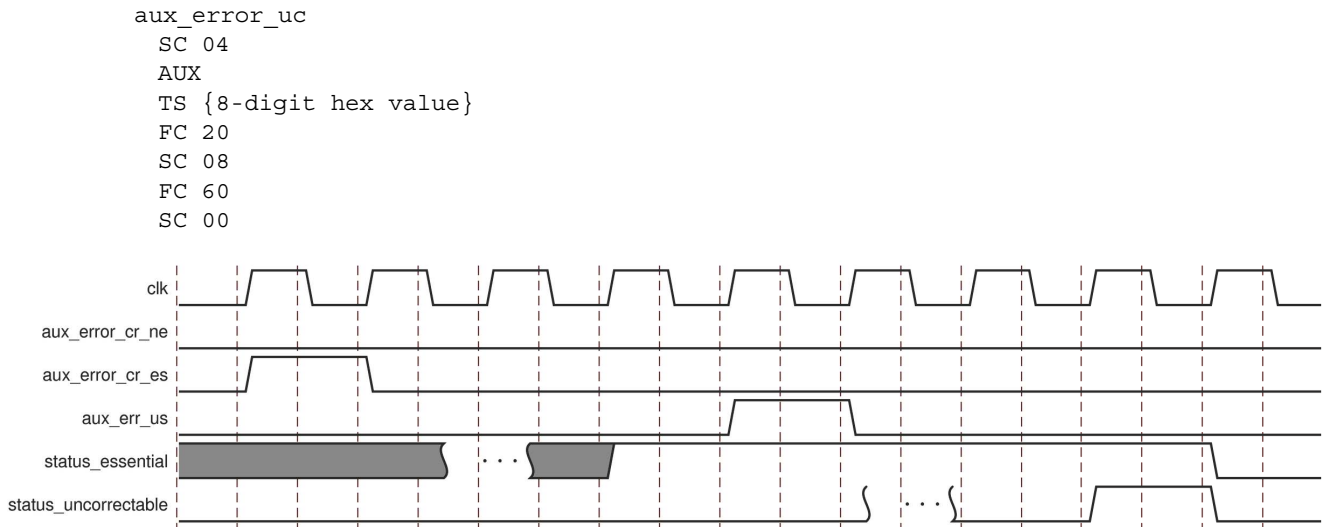 aux_error_uc
SC 04
AUX
TS {8-digit hex value}
FC 20
SC 08
FC 60
SC 00
clk
aux_error_cr_ne
aux_error_cr_es
aux_err_us
status_essential
status_uncorrectable